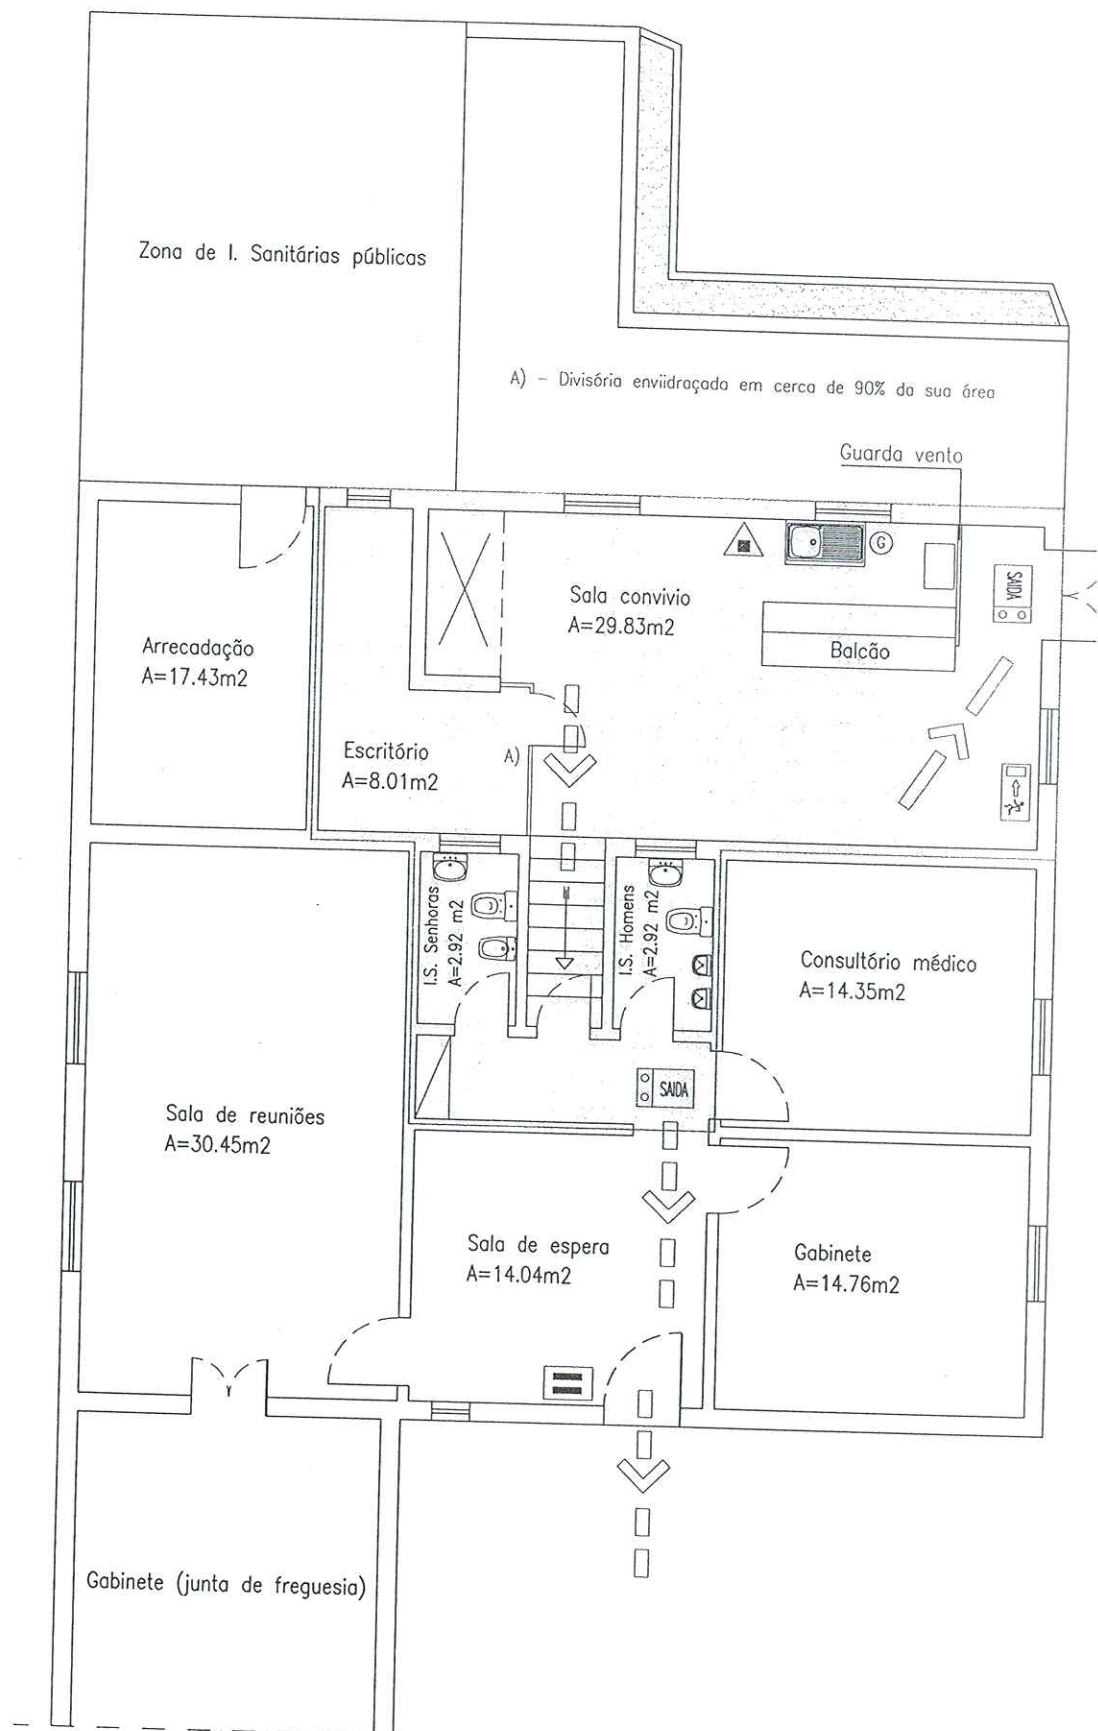 Zona de I. Sanitárias públicas
A) - Divisória enviidraçada em cerca de 90% da sua área
Guarda vento
G
SAIDA
Sala convivio
A=29.83m2
Balcão
Arrecadação
A=17.43m2
Escritório
A=8.01m2
A)
I.S. Senhoras
A=2.92 m2
I.S. Homens
A=2.92 m2
Consultório médico
A=14.35m2
SAIDA
Sala de reuniões
A=30.45m2
Sala de espera
A=14.04m2
Gabinete
A=14.76m2
Gabinete (junta de freguesia)